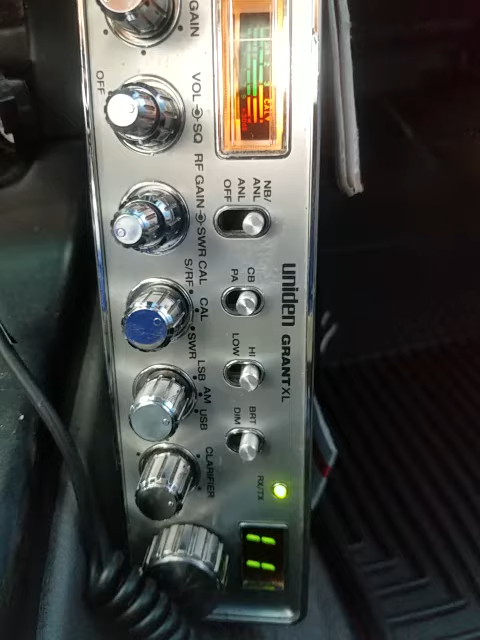 GAIN
OFF
VOL SQ
RF GAIN SWR CAL
NB/
ANL
ANL
OFF
S/RF CAL SWR
CB
PA
uniden GRANT XL
HI
LOW
LSB AM USB
BRT
DIM
CLARIFIER
RX/TX
11